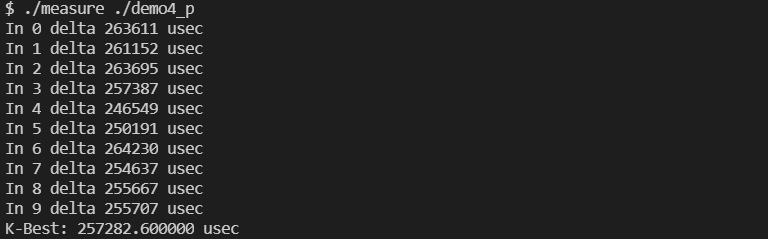 $ ./measure ./demo4_p
In 0 delta 263611 usec
In 1 delta 261152 usec
In 2 delta 263695 usec
In 3 delta 257387 usec
In 4 delta 246549 usec
In 5 delta 250191 usec
In 6 delta 264230 usec
In 7 delta 254637 usec
In 8 delta 255667 usec
In 9 delta 255707 usec
K-Best: 257282.600000 usec